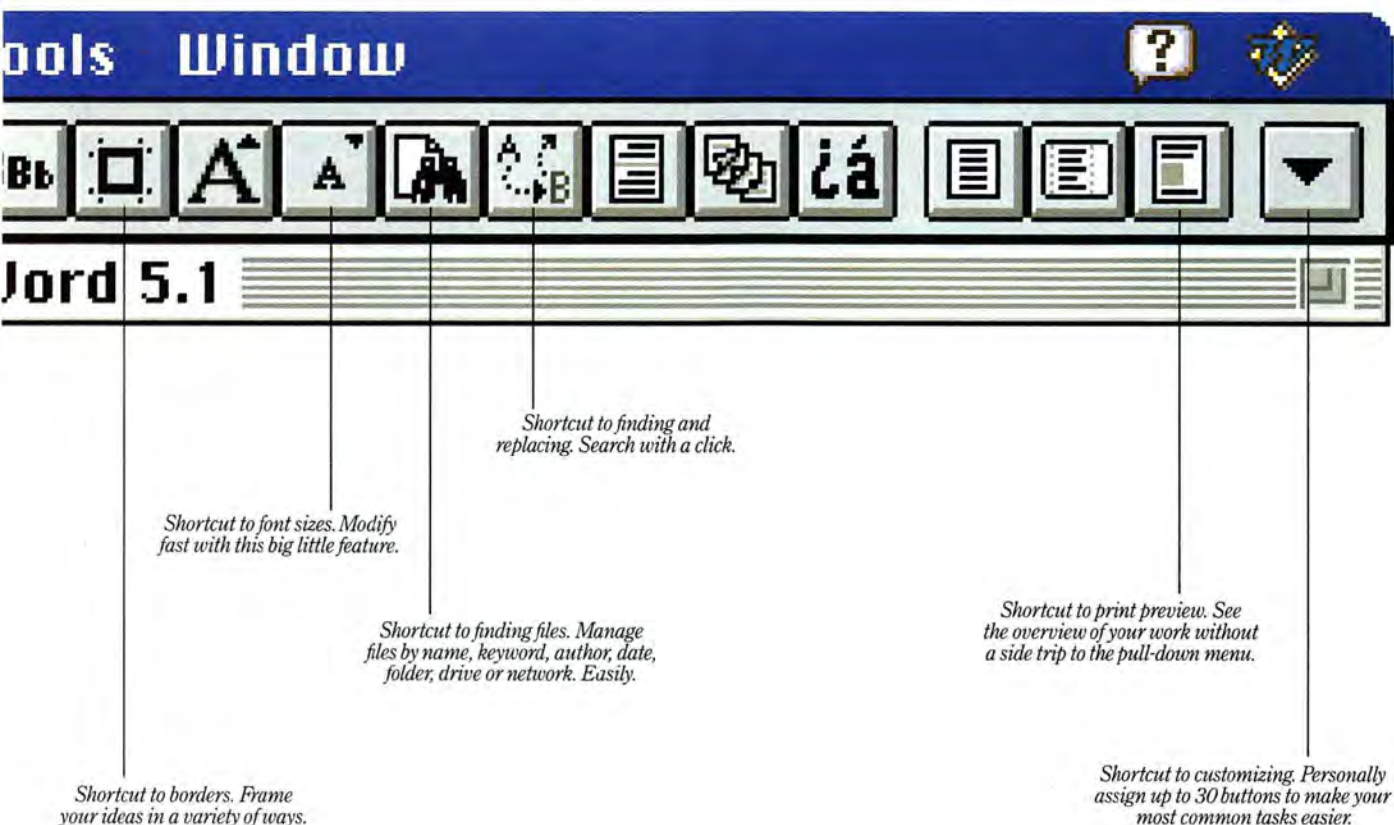 ools Window ?
Bb A A A B ¿á
Word 5.1
Shortcut to finding and
replacing. Search with a click.
Shortcut to font sizes. Modify
fast with this big little feature.
Shortcut to finding files. Manage
files by name, keyword, author, date,
folder, drive or network. Easily.
Shortcut to print preview. See
the overview of your work without
a side trip to the pull-down menu.
Shortcut to borders. Frame
your ideas in a variety of ways.
Shortcut to customizing. Personally
assign up to 30 buttons to make your
most common tasks easier.